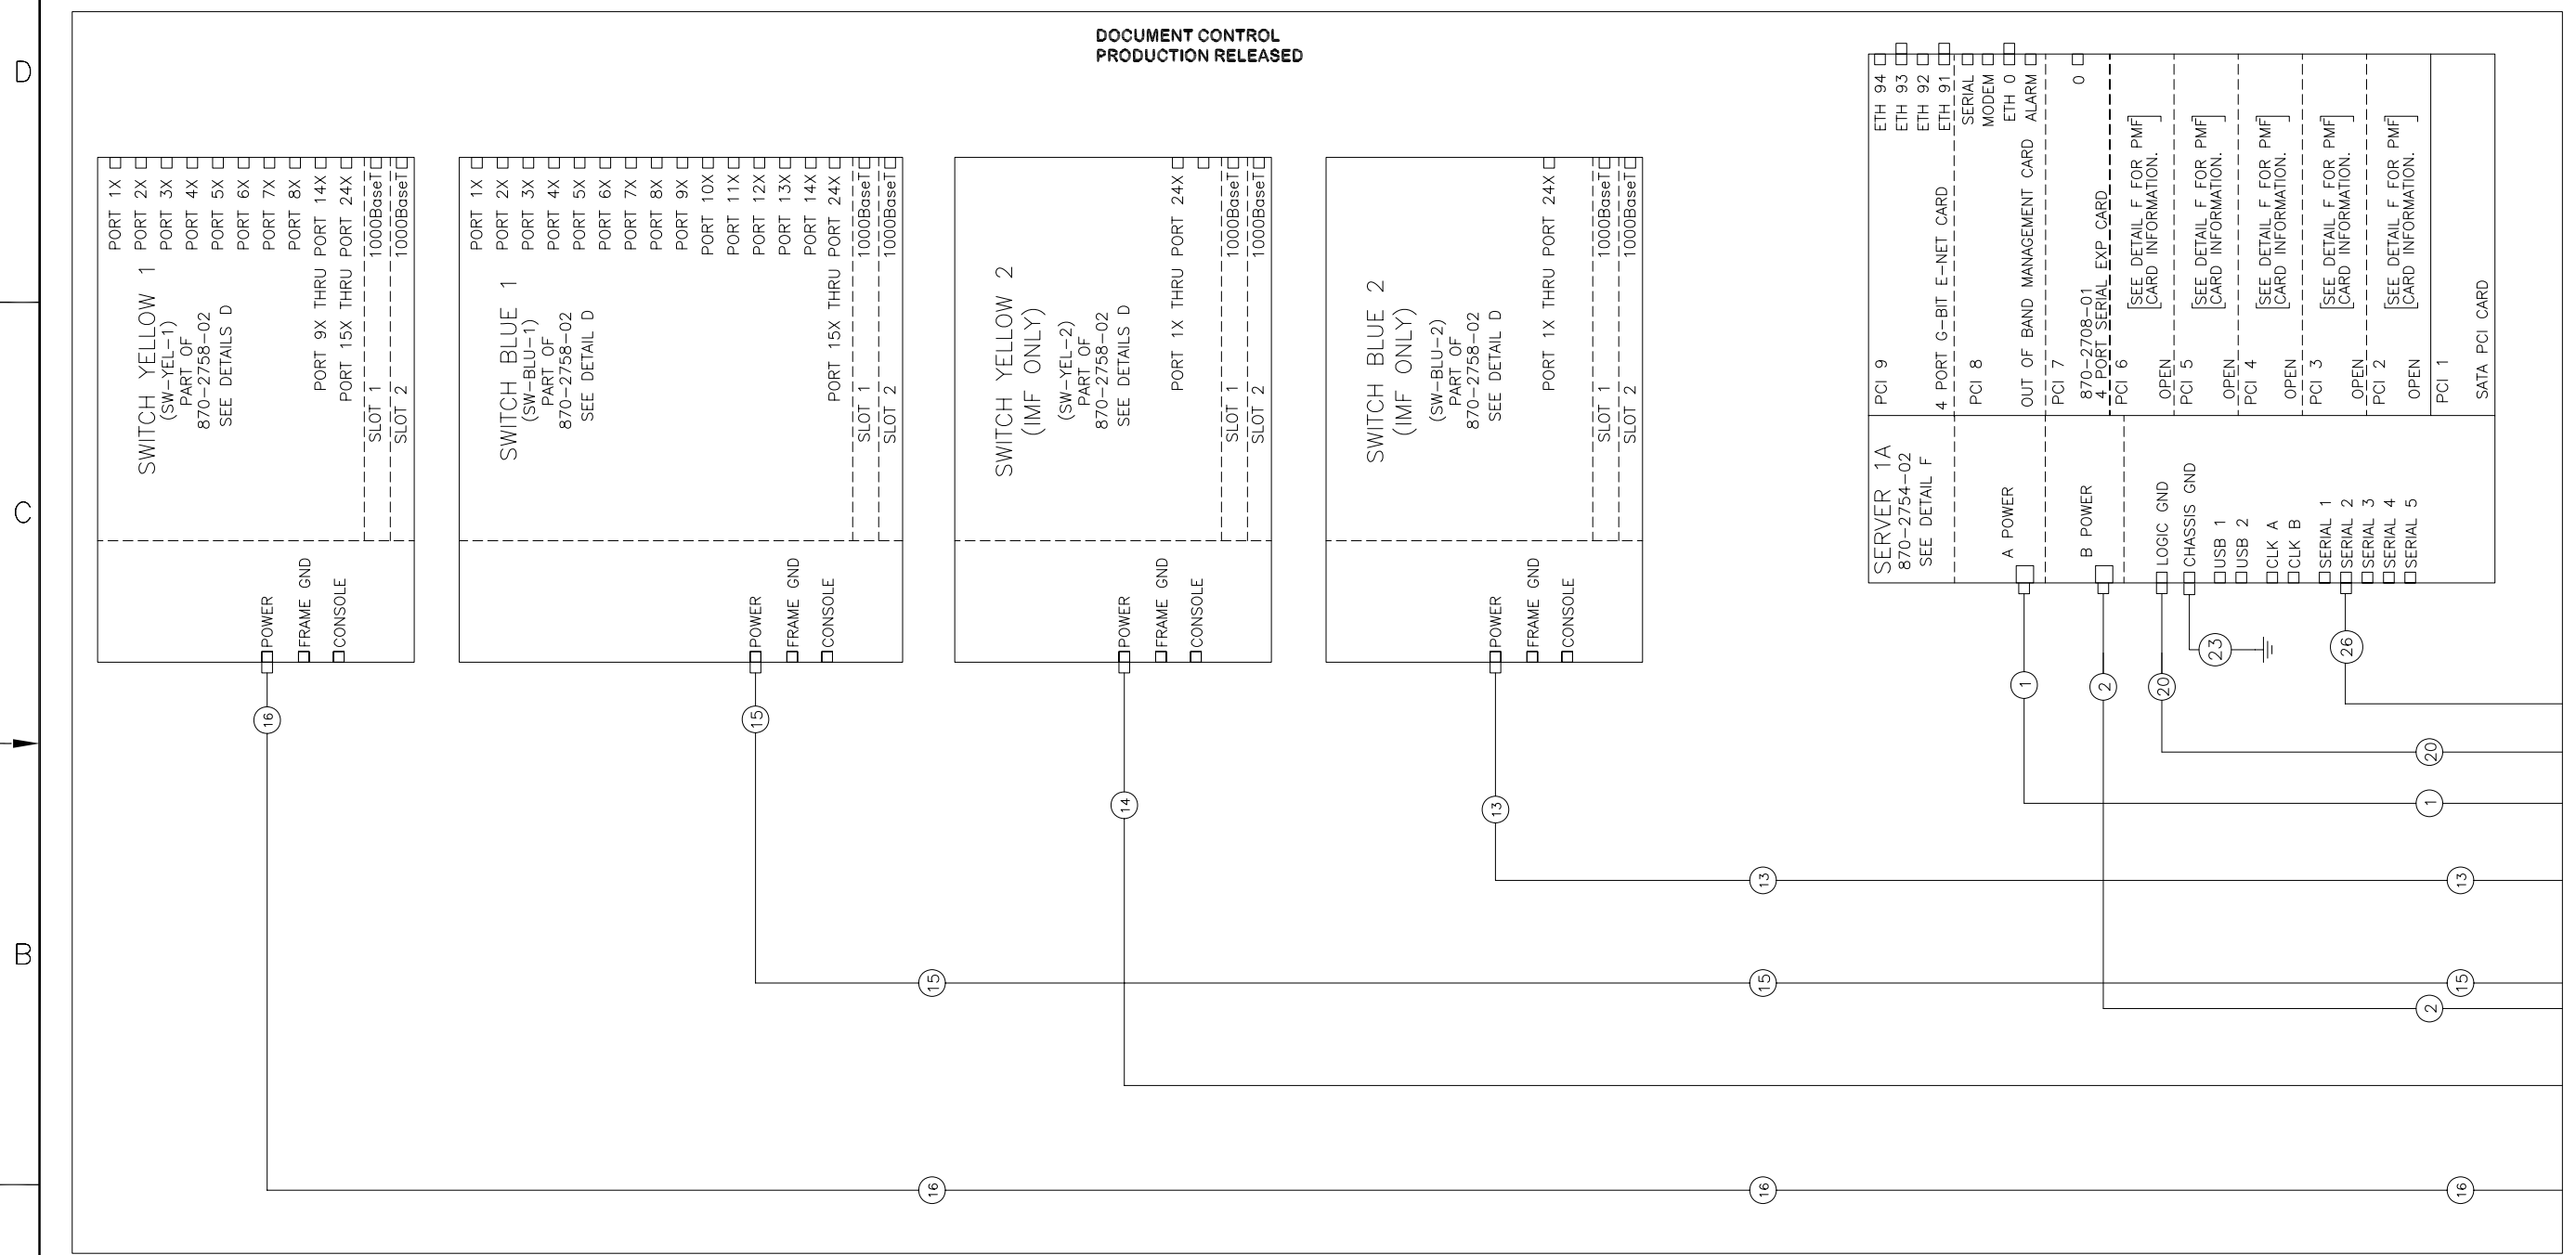 DOCUMENT CONTROL
PRODUCTION RELEASED
D
C
B
SWITCH YELLOW 1
(SW-YEL-1)
PART OF
870-2758-02
SEE DETAILS D
PORT 1X
PORT 2X
PORT 3X
PORT 4X
PORT 5X
PORT 6X
PORT 7X
PORT 8X
PORT 9X THRU PORT 14X
PORT 15X THRU PORT 24X
SLOT 1 1000BaseT
SLOT 2 1000BaseT
POWER
FRAME GND
CONSOLE
16
SWITCH BLUE 1
(SW-BLU-1)
PART OF
870-2758-02
SEE DETAIL D
PORT 1X
PORT 2X
PORT 3X
PORT 4X
PORT 5X
PORT 6X
PORT 7X
PORT 8X
PORT 9X
PORT 10X
PORT 11X
PORT 12X
PORT 13X
PORT 14X
PORT 15X THRU PORT 24X
SLOT 1 1000BaseT
SLOT 2 1000BaseT
POWER
FRAME GND
CONSOLE
15
SWITCH YELLOW 2
(IMF ONLY)
(SW-YEL-2)
PART OF
870-2758-02
SEE DETAILS D
PORT 1X THRU PORT 24X
SLOT 1 1000BaseT
SLOT 2 1000BaseT
POWER
FRAME GND
CONSOLE
14
SWITCH BLUE 2
(IMF ONLY)
(SW-BLU-2)
PART OF
870-2758-02
SEE DETAIL D
PORT 1X THRU PORT 24X
SLOT 1 1000BaseT
SLOT 2 1000BaseT
POWER
FRAME GND
CONSOLE
13
SERVER 1A
870-2754-02
SEE DETAIL F
PCI 9
4 PORT G-BIT E-NET CARD
ETH 94
ETH 93
ETH 92
ETH 91
PCI 8
OUT OF BAND MANAGEMENT CARD
SERIAL
MODEM
ETH 0
ALARM
PCI 7
870-2708-01
4 PORT SERIAL EXP CARD
0
PCI 6
OPEN
SEE DETAIL F FOR PMF
CARD INFORMATION.
PCI 5
OPEN
SEE DETAIL F FOR PMF
CARD INFORMATION.
PCI 4
OPEN
SEE DETAIL F FOR PMF
CARD INFORMATION.
PCI 3
OPEN
SEE DETAIL F FOR PMF
CARD INFORMATION.
PCI 2
OPEN
SEE DETAIL F FOR PMF
CARD INFORMATION.
PCI 1
SATA PCI CARD
A POWER
B POWER
LOGIC GND
CHASSIS GND
USB 1
USB 2
CLK A
CLK B
SERIAL 1
SERIAL 2
SERIAL 3
SERIAL 4
SERIAL 5
1
2
20
23
26
20
1
13
13
15
15
15
2
16
16
16